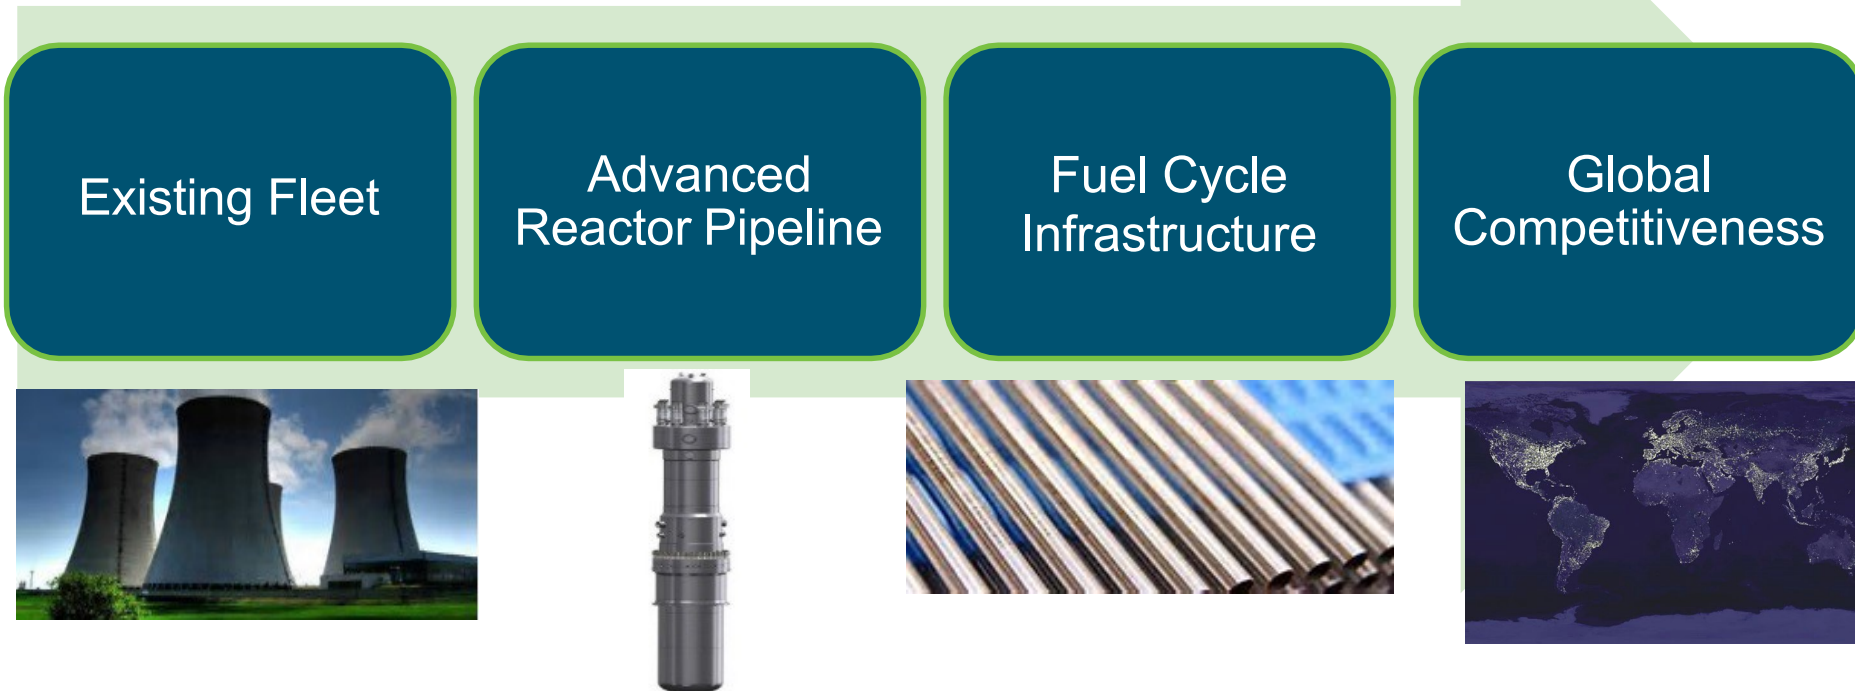 Existing Fleet
Advanced
Reactor Pipeline
Fuel Cycle
Infrastructure
Global
Competitiveness